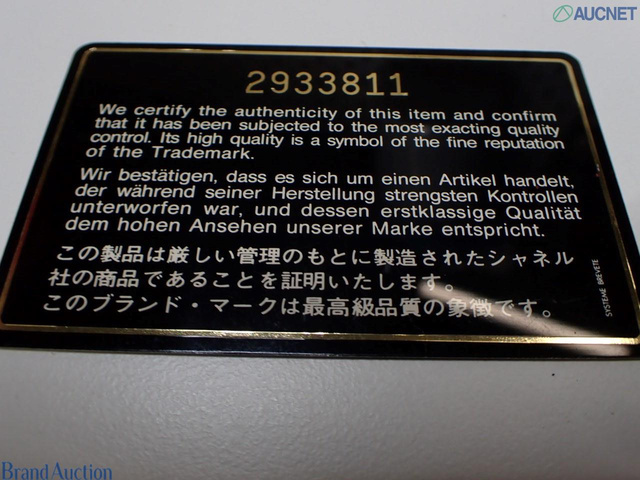 AUCNET
2933811
We certify the authenticity of this item and confirm
that it has been subjected to the most exacting quality
control. Its high quality is a symbol of the fine reputation
of the Trademark.
Wir bestätigen, dass es sich um einen Artikel handelt,
der während seiner Herstellung strengsten Kontrollen
unterworfen war, und dessen erstklassige Qualität
dem hohen Ansehen unserer Marke entspricht.
この製品は厳しい管理のもとに製造されたシャネル
社の商品であることを証明いたします。
このブランド・マークは最高級品質の象徴です。
SYSTEME BREVETE
Brand Auction